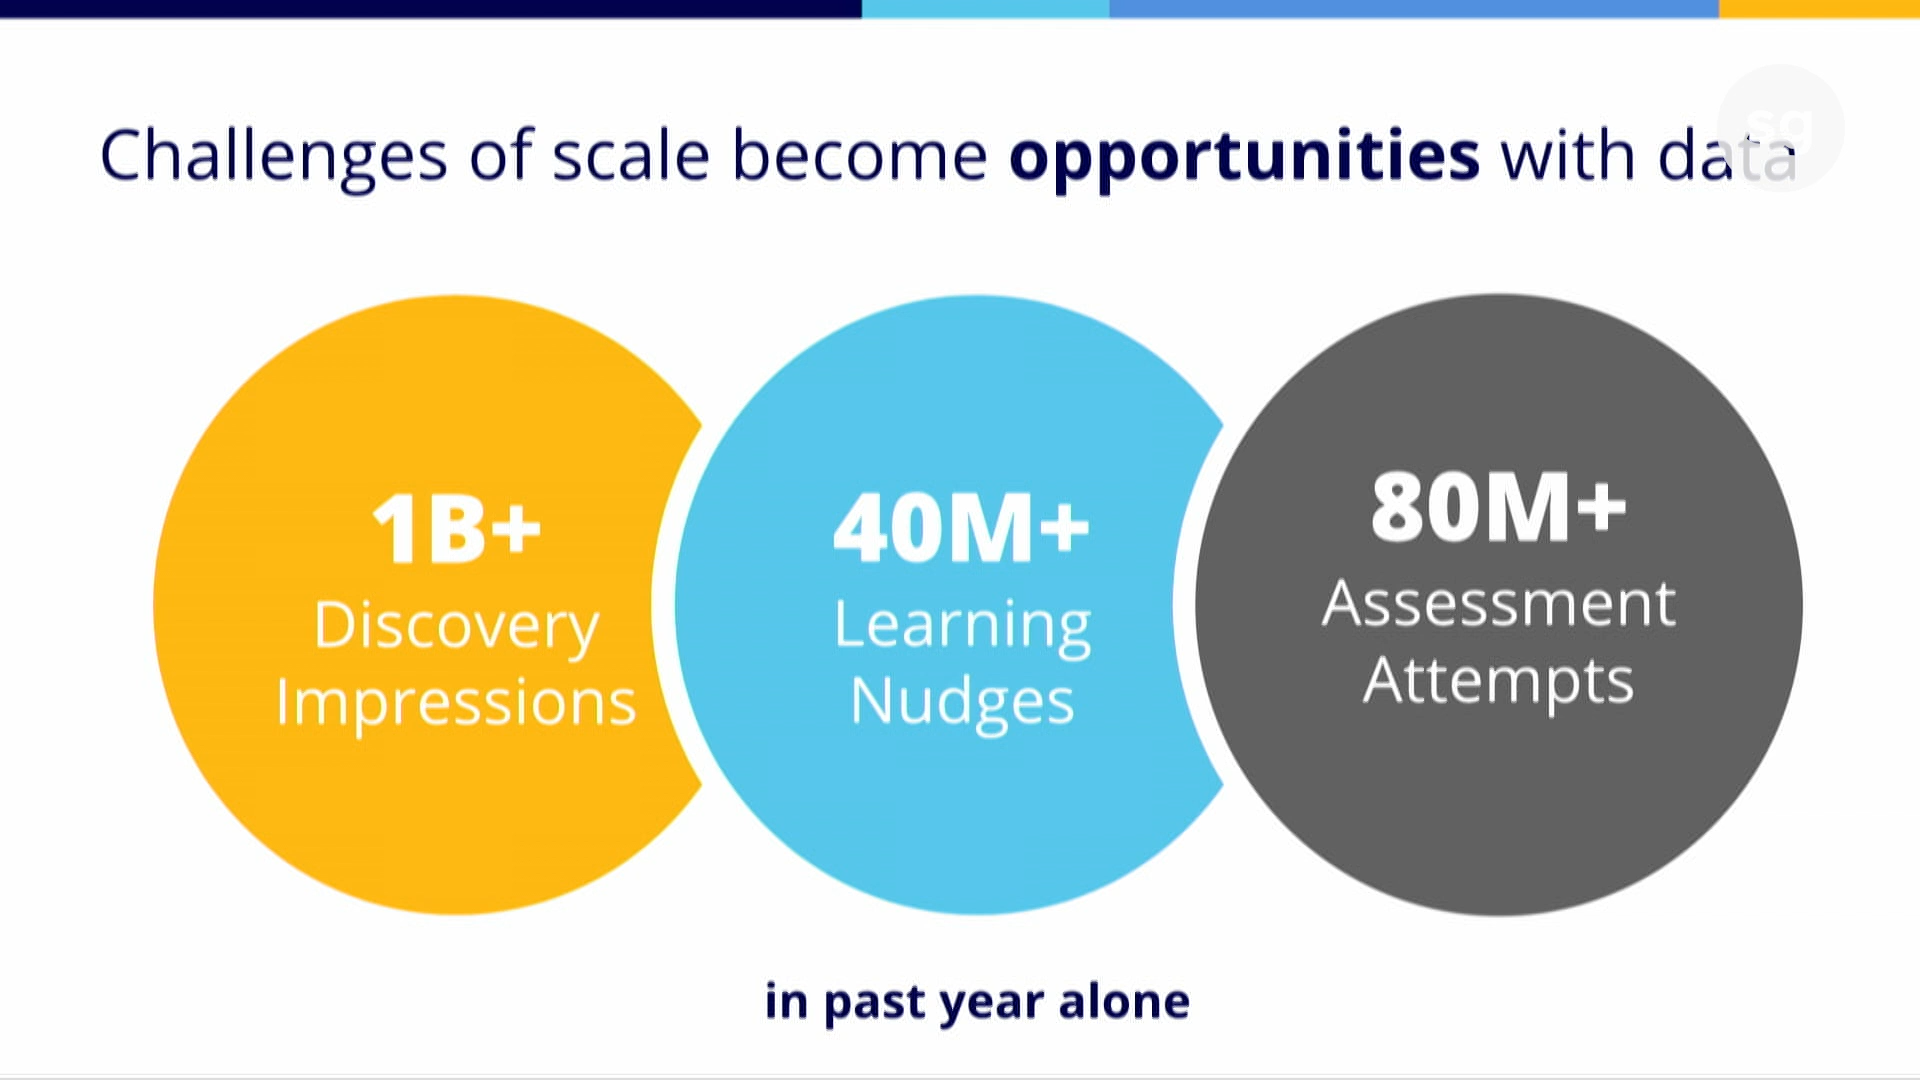 sg
Challenges of scale become opportunities with data
1B+
Discovery
Impressions
40M+
Learning
Nudges
80M+
Assessment
Attempts
in past year alone